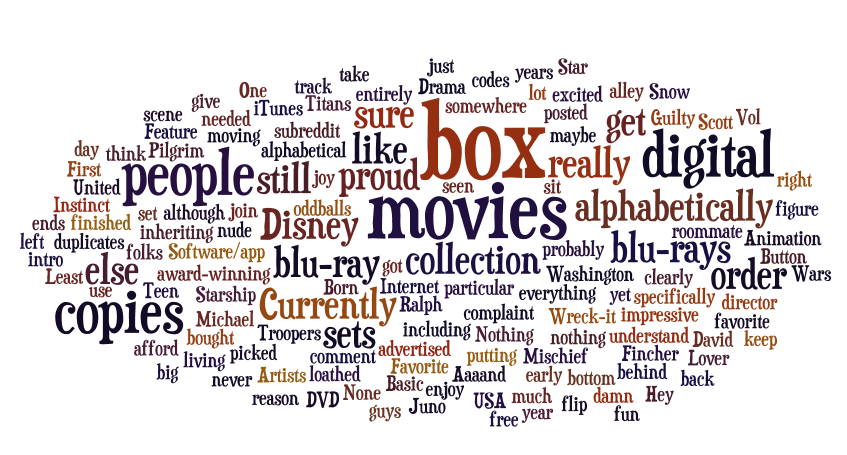 just
take
Drama
codes
years
Star
One
track
entirely
give
iTunes
Titans
sure
box
somewhere
lot
excited
alley
Snow
scene
needed
Feature
moving
subreddit
alphabetical
like
posted
maybe
get
Guilty
Scott
Vol
day
think
Pilgrim
really
digital
First
United
people
still
joy
proud
seen
sit
right
Instinct
set
although
join
oddballs
movies
alphabetically
figure
ends
finished
inheriting
nude
Disney
roommate
left
duplicates
folks
Software/app
blu-ray
got
collection
probably
blu-rays
Animation
intro
Button
Least
else
award-winning
Born
Internet
particular
Washington
clearly
order
Wars
use
Teen
Starship
Currently
Ralph
everything
yet
specifically
director
copies
Michael
complaint
Wreck-it
impressive
favorite
bought
Troopers
sets
including
Nothing
nothing
understand
David
keep
afford
living
picked
comment
advertised
putting
Mischief
Fincher
Lover
big
never
Artists
loathed
Favorite
Basic
Aaaand
early
bottom
behind
back
reason
DVD
None
enjoy
USA
much
damn
Hey
guys
Juno
free
year
flip
fun